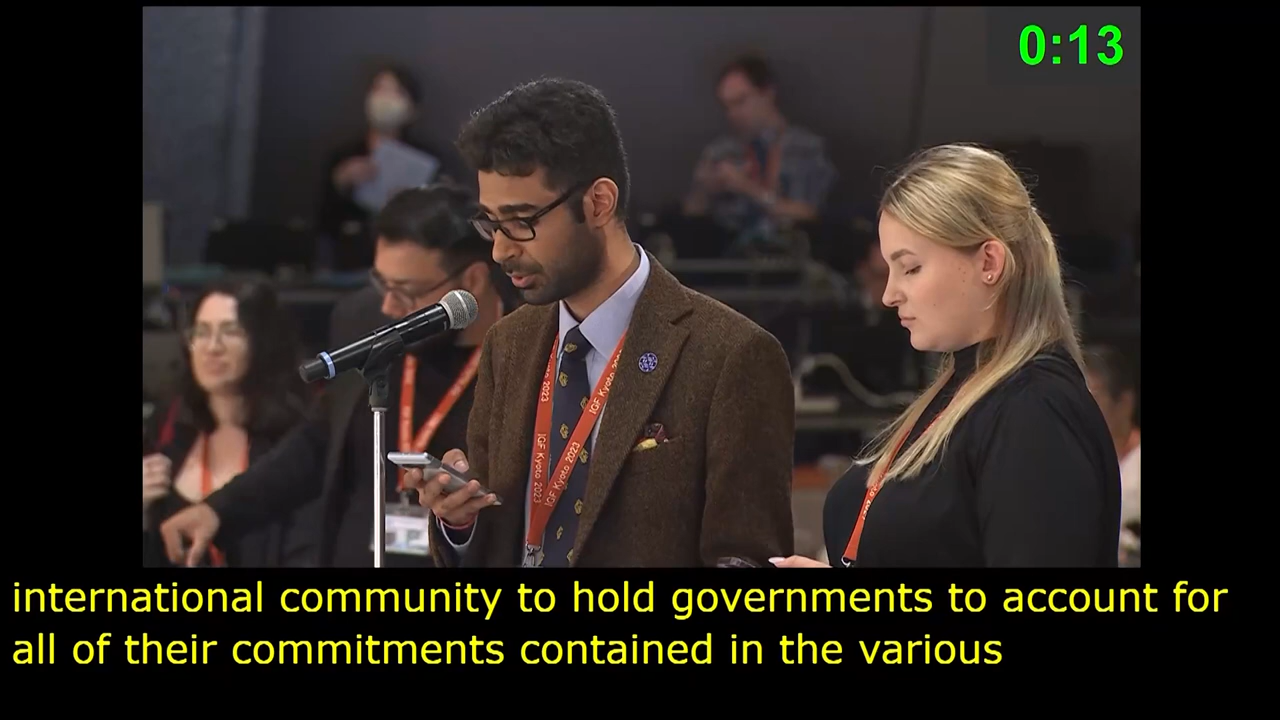 0:13
IGF Kyoto 2023
IGF Kyoto 2023
international community to hold governments to account for
all of their commitments contained in the various